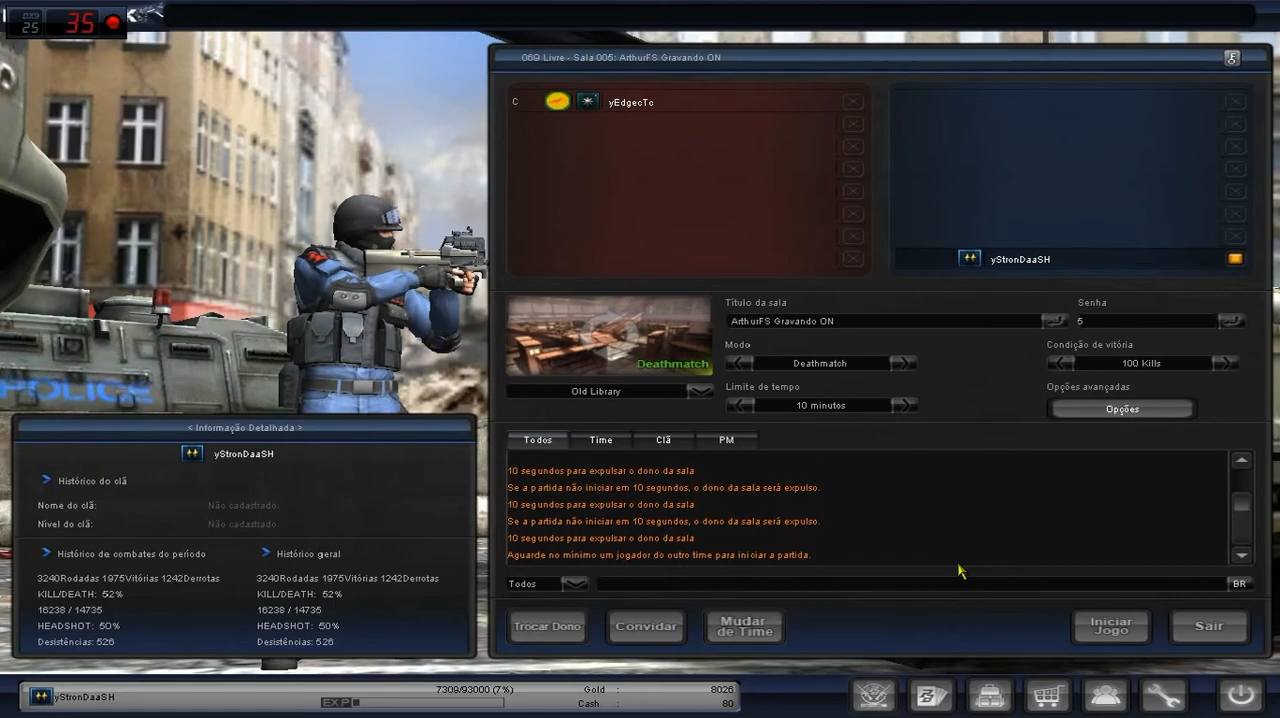 DX9
25
35
069 Livre - Sala 005: ArthurFS Gravando ON
C yEdgecTc
yStronDaaSH
Deathmatch
Old Library
Título da sala
Senha
ArthurFS Gravando ON
5
Modo
Condição de vitória
Deathmatch
100 Kills
Limite de tempo
Opções avançadas
10 minutos
Opções
Todos Time Clã PM
10 segundos para expulsar o dono da sala
Se a partida não iniciar em 10 segundos, o dono da sala será expulso.
10 segundos para expulsar o dono da sala
Se a partida não iniciar em 10 segundos, o dono da sala será expulso.
10 segundos para expulsar o dono da sala
Aguarde no mínimo um jogador do outro time para iniciar a partida.
Todos
BR
Trocar Dono
Convidar
Mudar
de Time
Iniciar
Jogo
Sair
POLICE
< Informação Detalhada >
yStronDaaSH
Histórico do clã
Nome do clã: Não cadastrado.
Nível do clã: Não cadastrado.
Histórico de combates do período
Histórico geral
3240Rodadas 1975Vitórias 1242Derrotas
3240Rodadas 1975Vitórias 1242Derrotas
KILL/DEATH: 52%
KILL/DEATH: 52%
16238 / 14735
16238 / 14735
HEADSHOT: 50%
HEADSHOT: 50%
Desistências: 526
Desistências: 526
yStronDaaSH
7309/93000 (7%)
EXP
Gold : 8026
Cash : 80